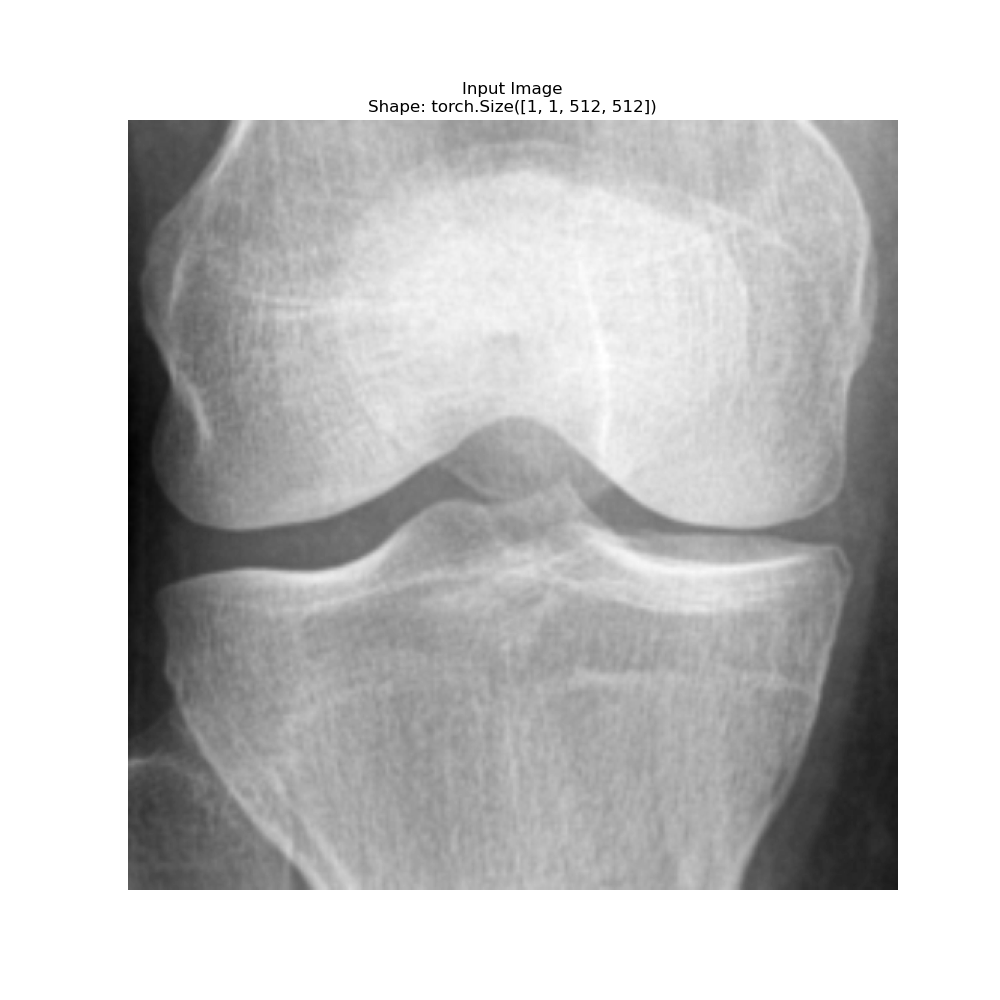 Input Image
Shape: torch.Size([1, 1, 512, 512])